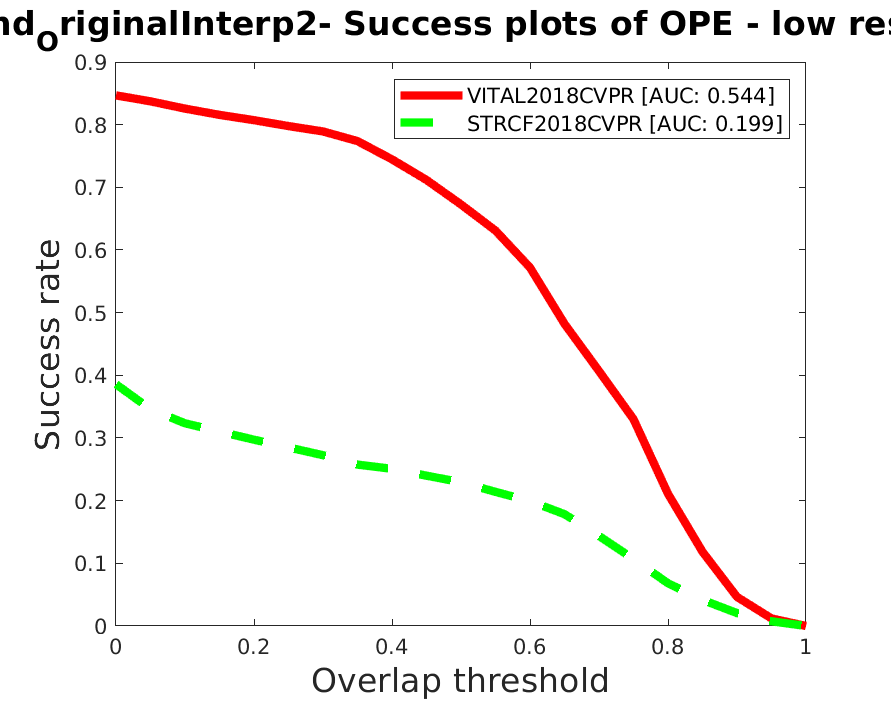 nd_originalInterp2- Success plots of OPE - low res
VITAL2018CVPR [AUC: 0.544]
STRCF2018CVPR [AUC: 0.199]
Success rate
0.9
0.8
0.7
0.6
0.5
0.4
0.3
0.2
0.1
0
0 0.2 0.4 0.6 0.8 1
Overlap threshold